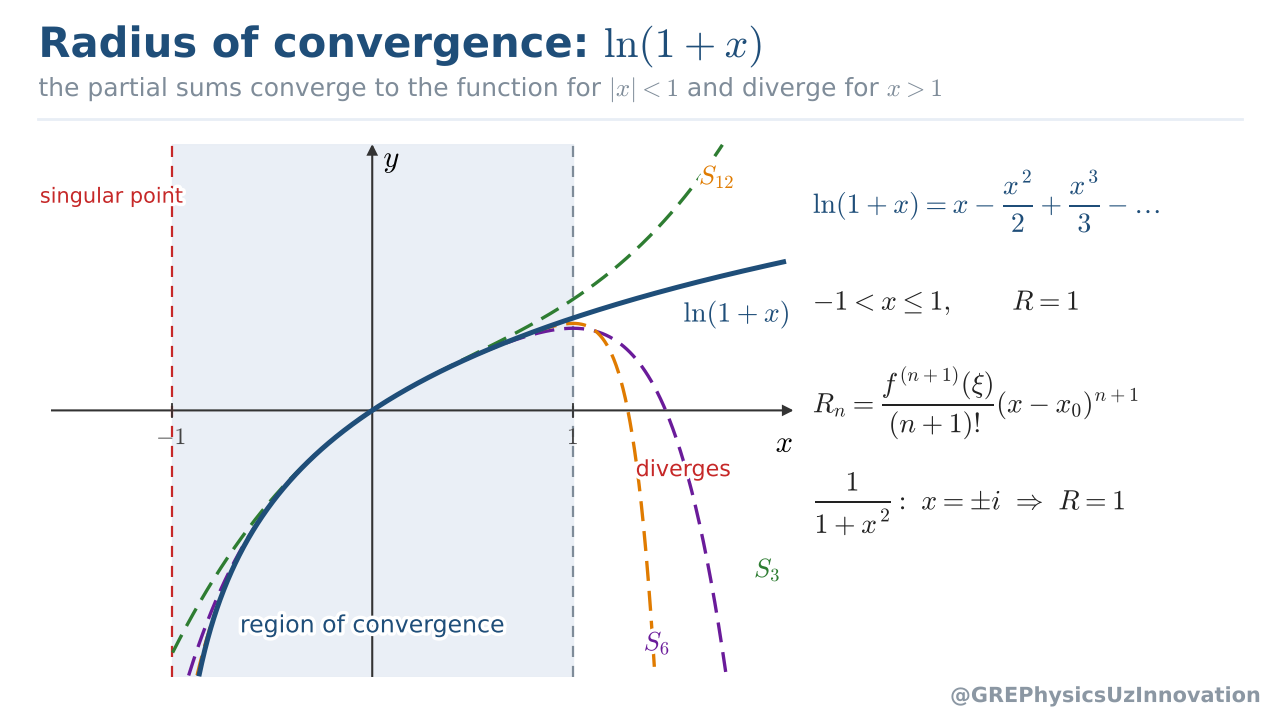 Radius of convergence: ln(1 + x)
the partial sums converge to the function for |x| < 1 and diverge for x > 1
y
S₁₂
singular point
ln(1 + x) = x − x²/2 + x³/3 − …
ln(1 + x)
−1 < x ≤ 1, R = 1
Rₙ = f⁽ⁿ⁺¹⁾(ξ)/(n + 1)! (x − x₀)ⁿ⁺¹
−1
1
x
diverges
1/(1 + x²) : x = ±i ⇒ R = 1
S₃
region of convergence
S₆
@GREPhysicsUzInnovation